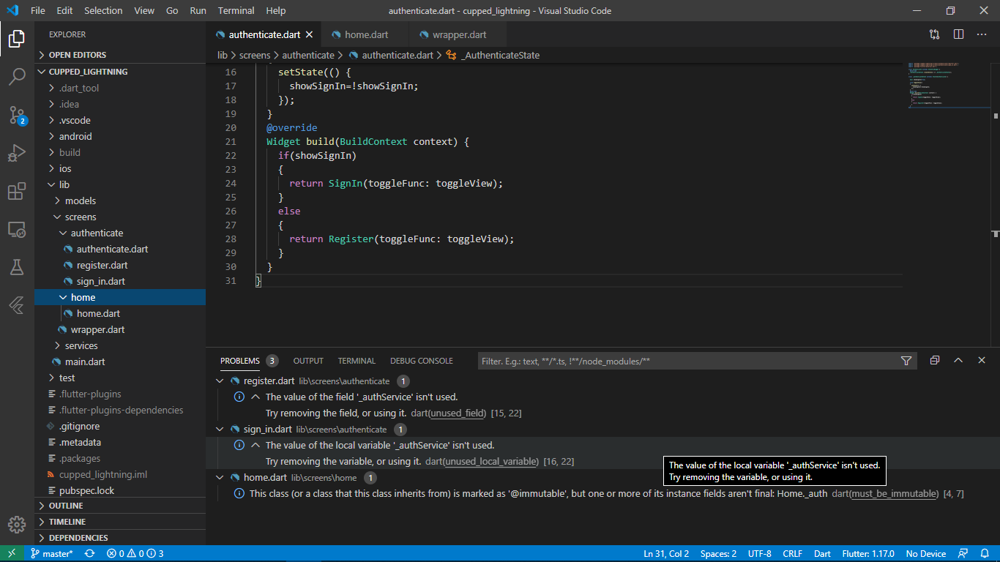 File Edit Selection View Go Run Terminal Help authenticate.dart - cupped_lightning - Visual Studio Code
EXPLORER
OPEN EDITORS
CUPPED_LIGHTNING
.dart_tool
.idea
.vscode
android
build
ios
lib
models
screens
authenticate
authenticate.dart
register.dart
sign_in.dart
home
home.dart
wrapper.dart
services
main.dart
test
.flutter-plugins
.flutter-plugins-dependencies
.gitignore
.metadata
.packages
cupped_lightning.iml
pubspec.lock
OUTLINE
TIMELINE
DEPENDENCIES
2
authenticate.dart home.dart wrapper.dart
lib > screens > authenticate > authenticate.dart > _AuthenticateState
16 setState(() {
17 showSignIn=!showSignIn;
18 });
19 }
20 @override
21 Widget build(BuildContext context) {
22 if(showSignIn)
23 {
24 return SignIn(toggleFunc: toggleView);
25 }
26 else
27 {
28 return Register(toggleFunc: toggleView);
29 }
30 }
31 }
PROBLEMS 3 OUTPUT TERMINAL DEBUG CONSOLE Filter. E.g.: text, **/*.ts, !**/node_modules/**
register.dart lib\screens\authenticate 1
The value of the field '_authService' isn't used.
Try removing the field, or using it. dart(unused_field) [15, 22]
sign_in.dart lib\screens\authenticate 1
The value of the local variable '_authService' isn't used.
Try removing the variable, or using it. dart(unused_local_variable) [16, 22]
The value of the local variable '_authService' isn't used.
Try removing the variable, or using it.
home.dart lib\screens\home 1
This class (or a class that this class inherits from) is marked as '@immutable', but one or more of its instance fields aren't final: Home._auth dart(must_be_immutable) [4, 7]
master* 0 0 3 Ln 31, Col 2 Spaces: 2 UTF-8 CRLF Dart Flutter: 1.17.0 No Device